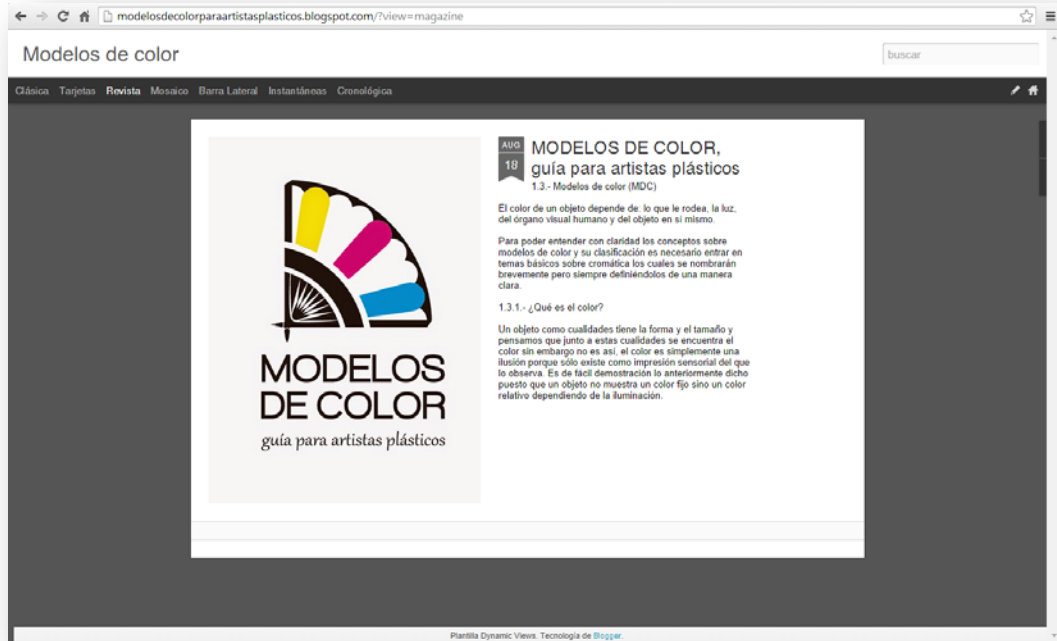 modelosdecolorparaartistasplasticos.blogspot.com/?view=magazine
Modelos de color
buscar
Clásica Tarjetas Revista Mosaico Barra Lateral Instantáneas Cronológica
MODELOS
DE COLOR
guía para artistas plásticos
AUG
18
MODELOS DE COLOR,
guía para artistas plásticos
1.3.- Modelos de color (MDC)
El color de un objeto depende de: lo que le rodea, la luz,
del órgano visual humano y del objeto en sí mismo.
Para poder entender con claridad los conceptos sobre
modelos de color y su clasificación es necesario entrar en
temas básicos sobre cromática los cuales se nombrarán
brevemente pero siempre definiéndolos de una manera
clara.
1.3.1.- ¿Qué es el color?
Un objeto como cualidades tiene la forma y el tamaño y
pensamos que junto a estas cualidades se encuentra el
color sin embargo no es así, el color es simplemente una
ilusión porque sólo existe como impresión sensorial del que
lo observa. Es de fácil demostración lo anteriormente dicho
puesto que un objeto no muestra un color fijo sino un color
relativo dependiendo de la iluminación.
Plantilla Dynamic Views. Tecnología de Blogger.